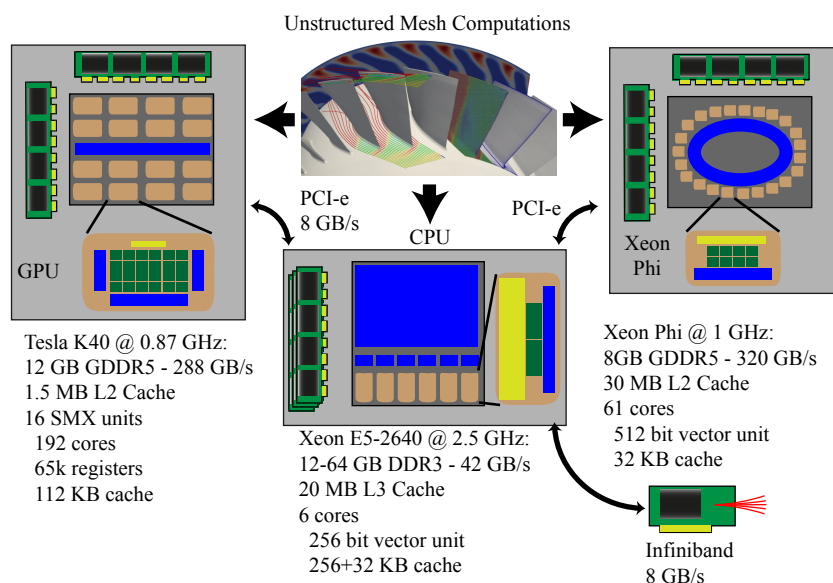 Unstructured Mesh Computations
PCI-e
8 GB/s
PCI-e
CPU
GPU
Xeon
Phi
Tesla K40 @ 0.87 GHz:
12 GB GDDR5 - 288 GB/s
1.5 MB L2 Cache
16 SMX units
192 cores
65k registers
112 KB cache
Xeon E5-2640 @ 2.5 GHz:
12-64 GB DDR3 - 42 GB/s
20 MB L3 Cache
6 cores
256 bit vector unit
256+32 KB cache
Xeon Phi @ 1 GHz:
8GB GDDR5 - 320 GB/s
30 MB L2 Cache
61 cores
512 bit vector unit
32 KB cache
Infiniband
8 GB/s